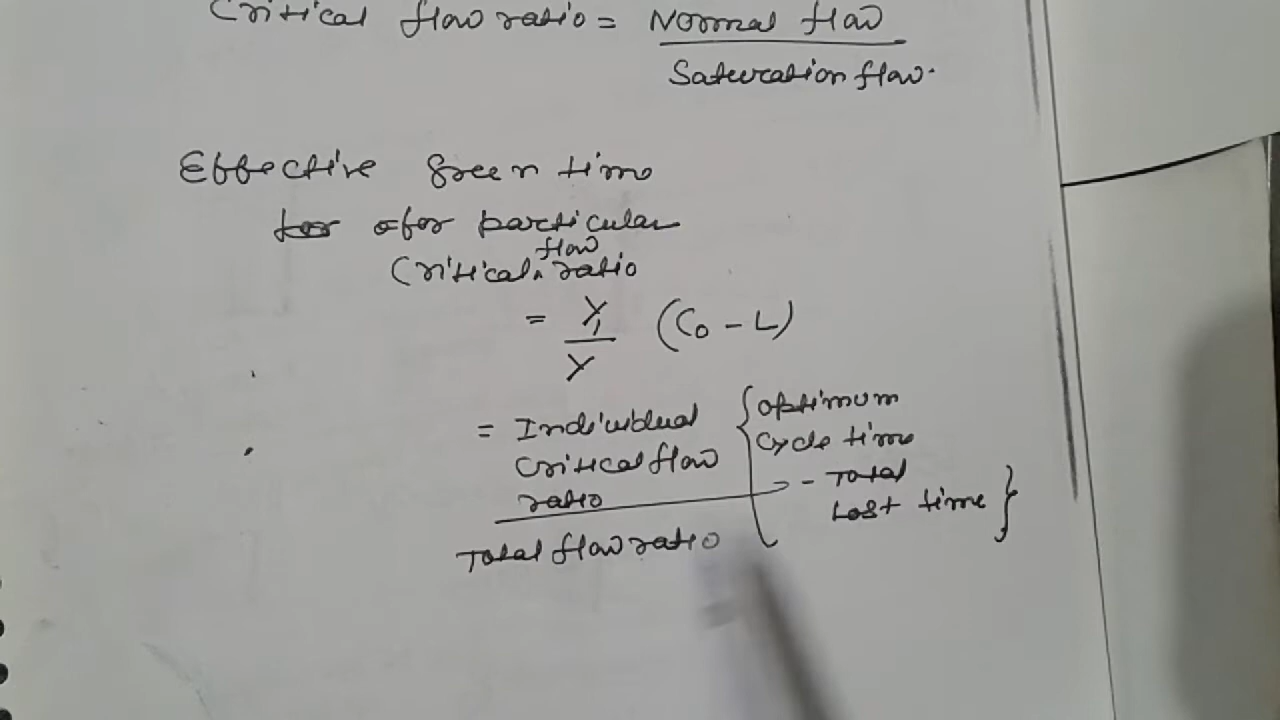 Critical flow ratio = Normal flow
Saturation flow.
Effective green time
for for particular
flow
Critical ratio
= y₁ (C₀ - L)
y
= Individual { optimum
critical flow cycle time
ratio - Total
Lost time }
Total flow ratio